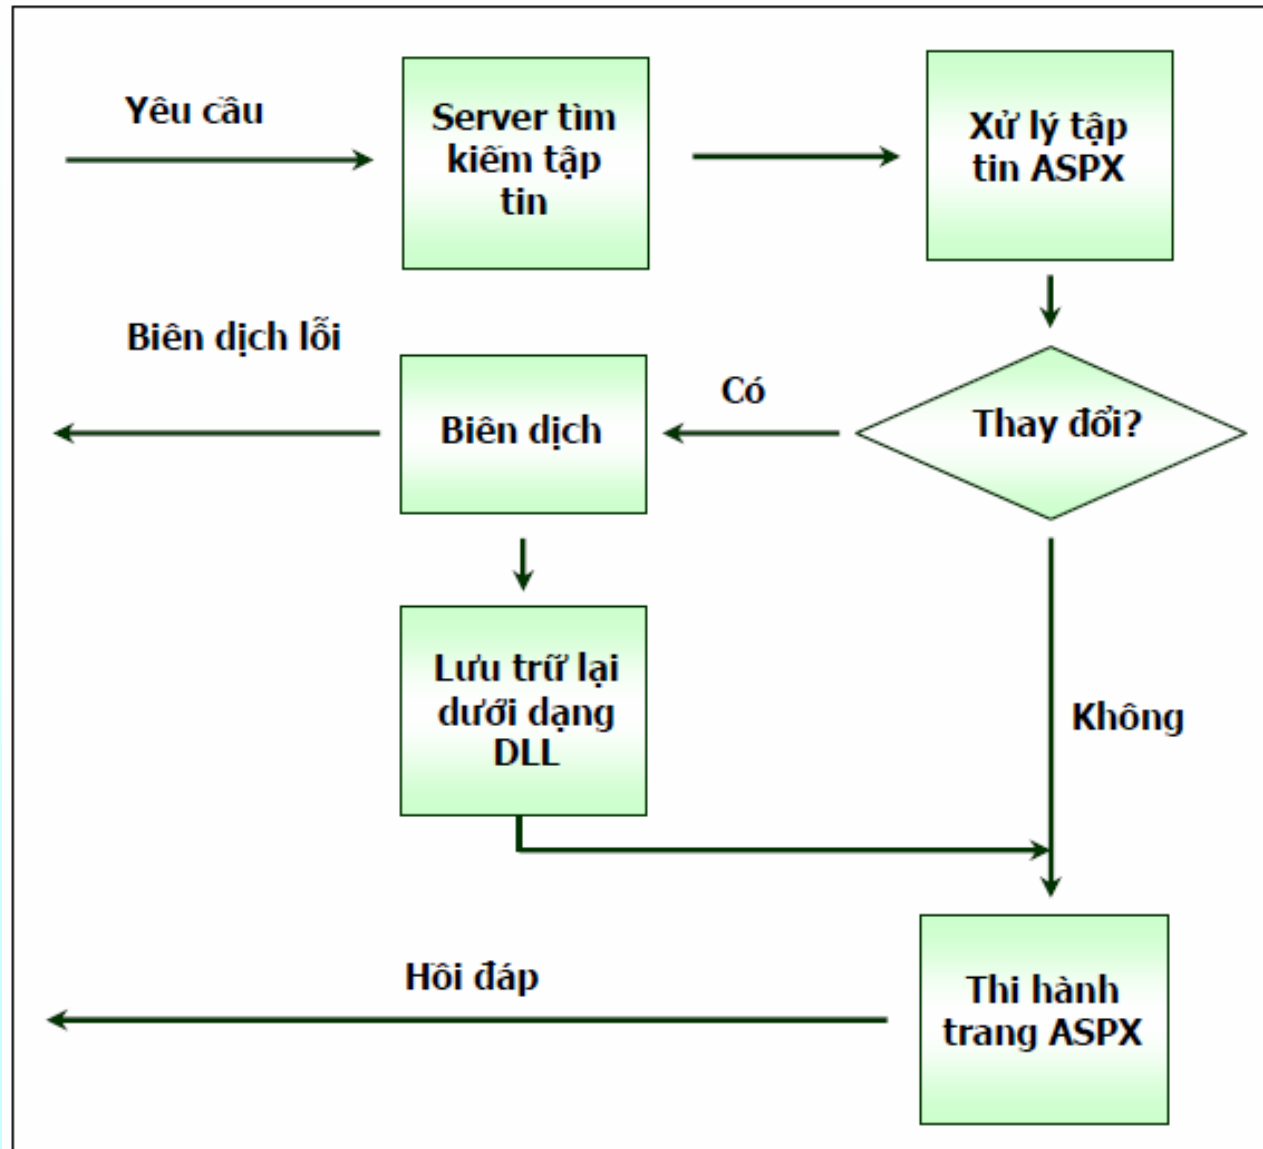 Yêu cầu
Server tìm
kiếm tập
tin
Xử lý tập
tin ASPX
Biên dịch lỗi
Biên dịch
Có
Thay đổi?
Lưu trữ lại
dưới dạng
DLL
Không
Hồi đáp
Thi hành
trang ASPX